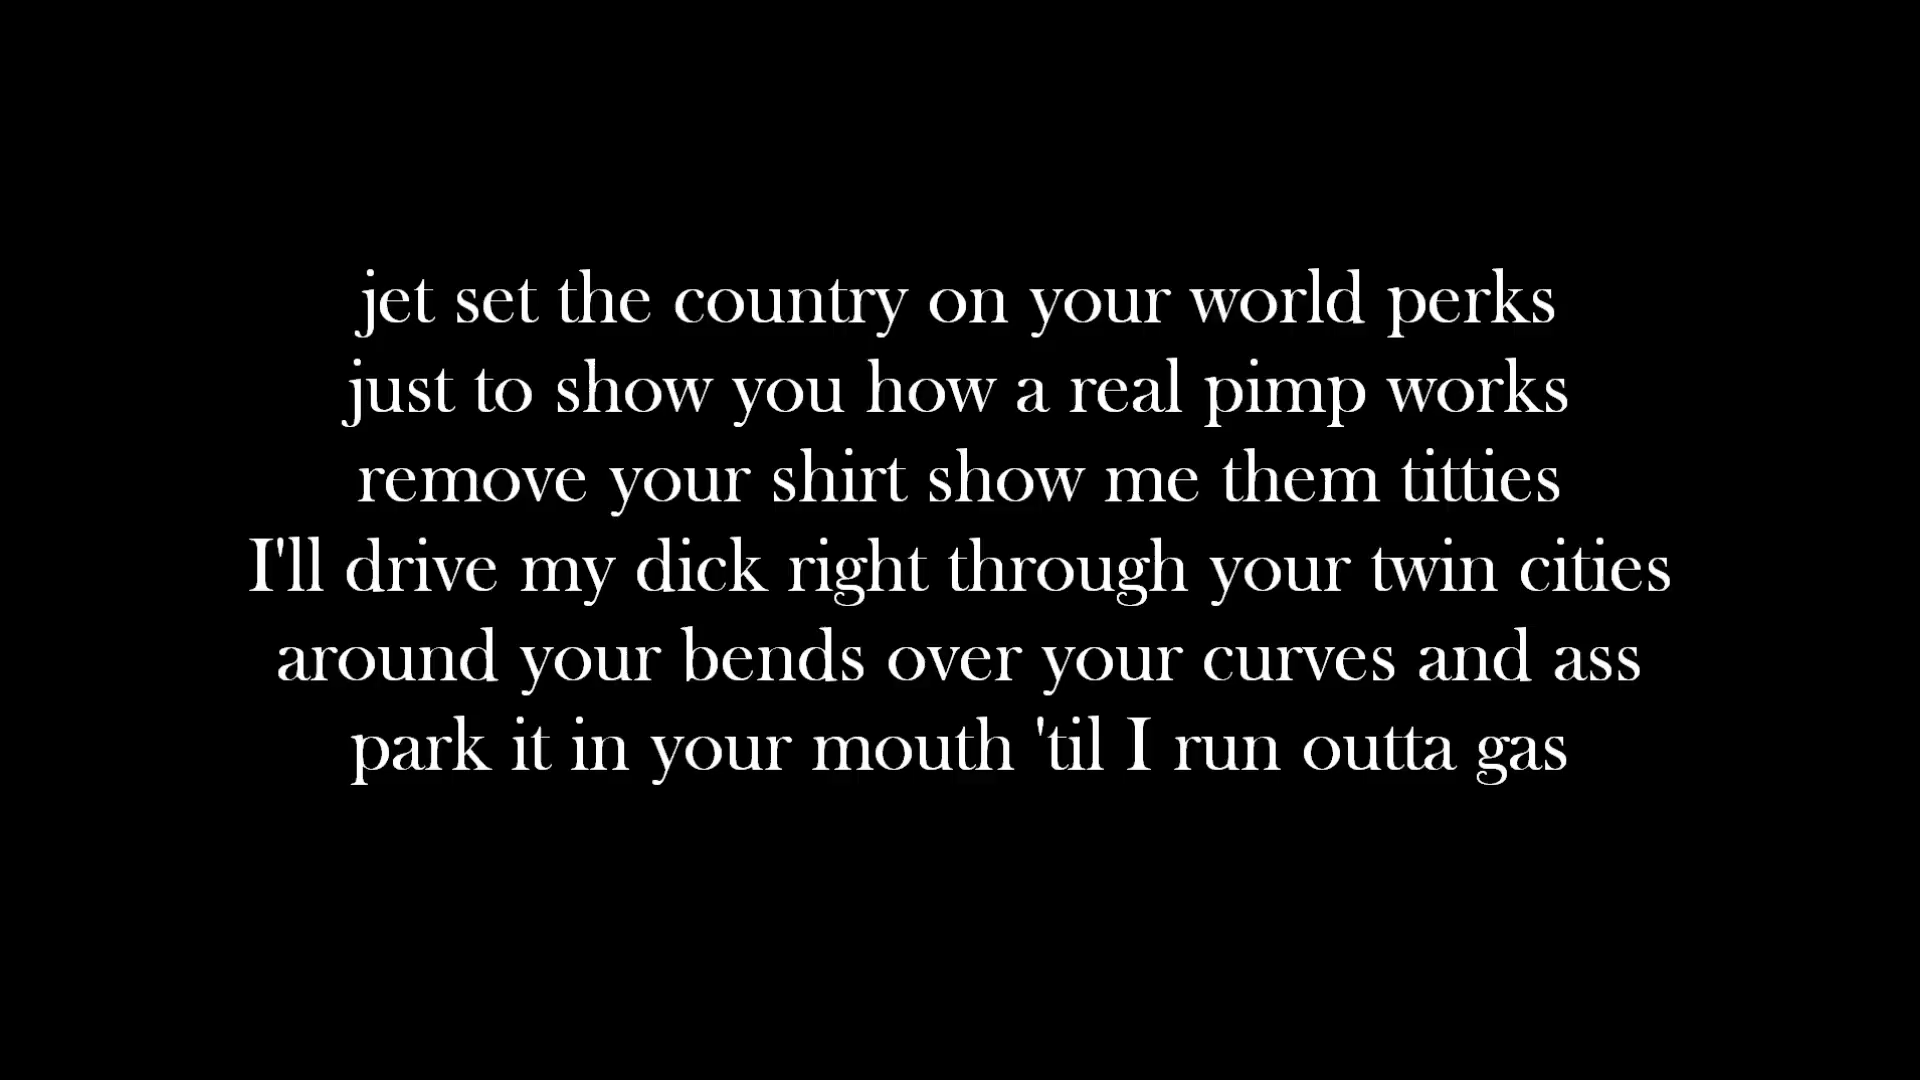 jet set the country on your world perks
just to show you how a real pimp works
remove your shirt show me them titties
I'll drive my dick right through your twin cities
around your bends over your curves and ass
park it in your mouth 'til I run outta gas